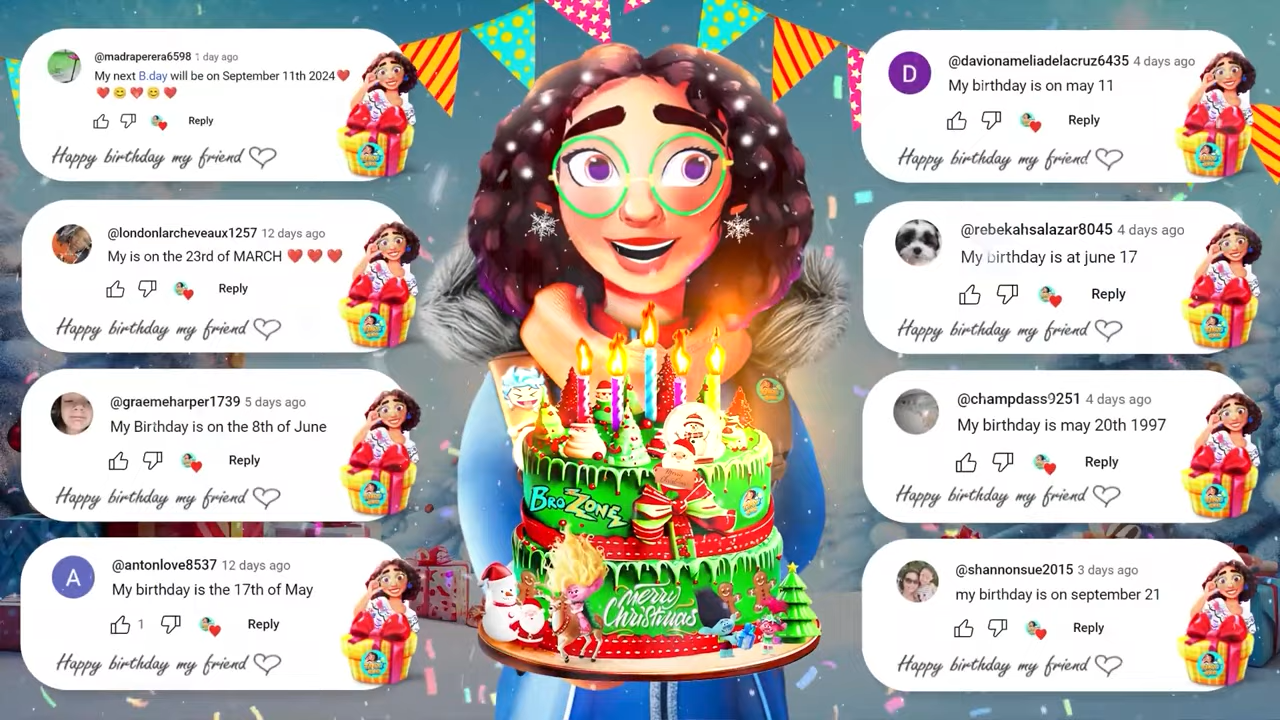 @madraperera6598 1 day ago
My next B.day will be on September 11th 2024❤️
❤️😊❤️😊❤️
Reply
Happy birthday my friend ♡
@londonlarcheveaux1257 12 days ago
My is on the 23rd of MARCH ❤️ ❤️ ❤️
Reply
Happy birthday my friend ♡
@graemeharper1739 5 days ago
My Birthday is on the 8th of June
Reply
Happy birthday my friend ♡
A
@antonlove8537 12 days ago
My birthday is the 17th of May
1
Reply
Happy birthday my friend ♡
BroZone
Merry
Christmas
D
@davionameliadelacruz6435 4 days ago
My birthday is on may 11
Reply
Happy birthday my friend ♡
@rebekahsalazar8045 4 days ago
My birthday is at june 17
Reply
Happy birthday my friend ♡
@champdass9251 4 days ago
My birthday is may 20th 1997
Reply
Happy birthday my friend ♡
@shannonsue2015 3 days ago
my birthday is on september 21
Reply
Happy birthday my friend ♡